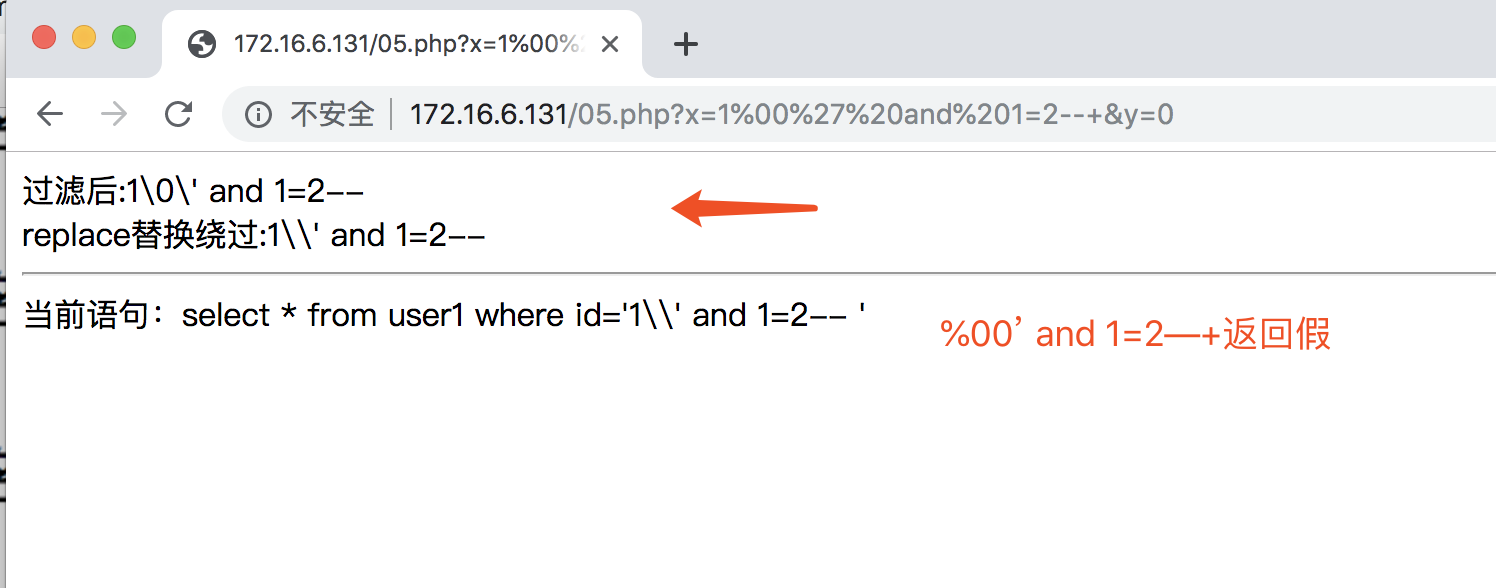 172.16.6.131/05.php?x=1%00%2
不安全 172.16.6.131/05.php?x=1%00%27%20and%201=2--+&y=0
过滤后:1\0\' and 1=2--
replace替换绕过:1\\' and 1=2--
当前语句：select * from user1 where id='1\\' and 1=2-- '
%00’ and 1=2—+返回假